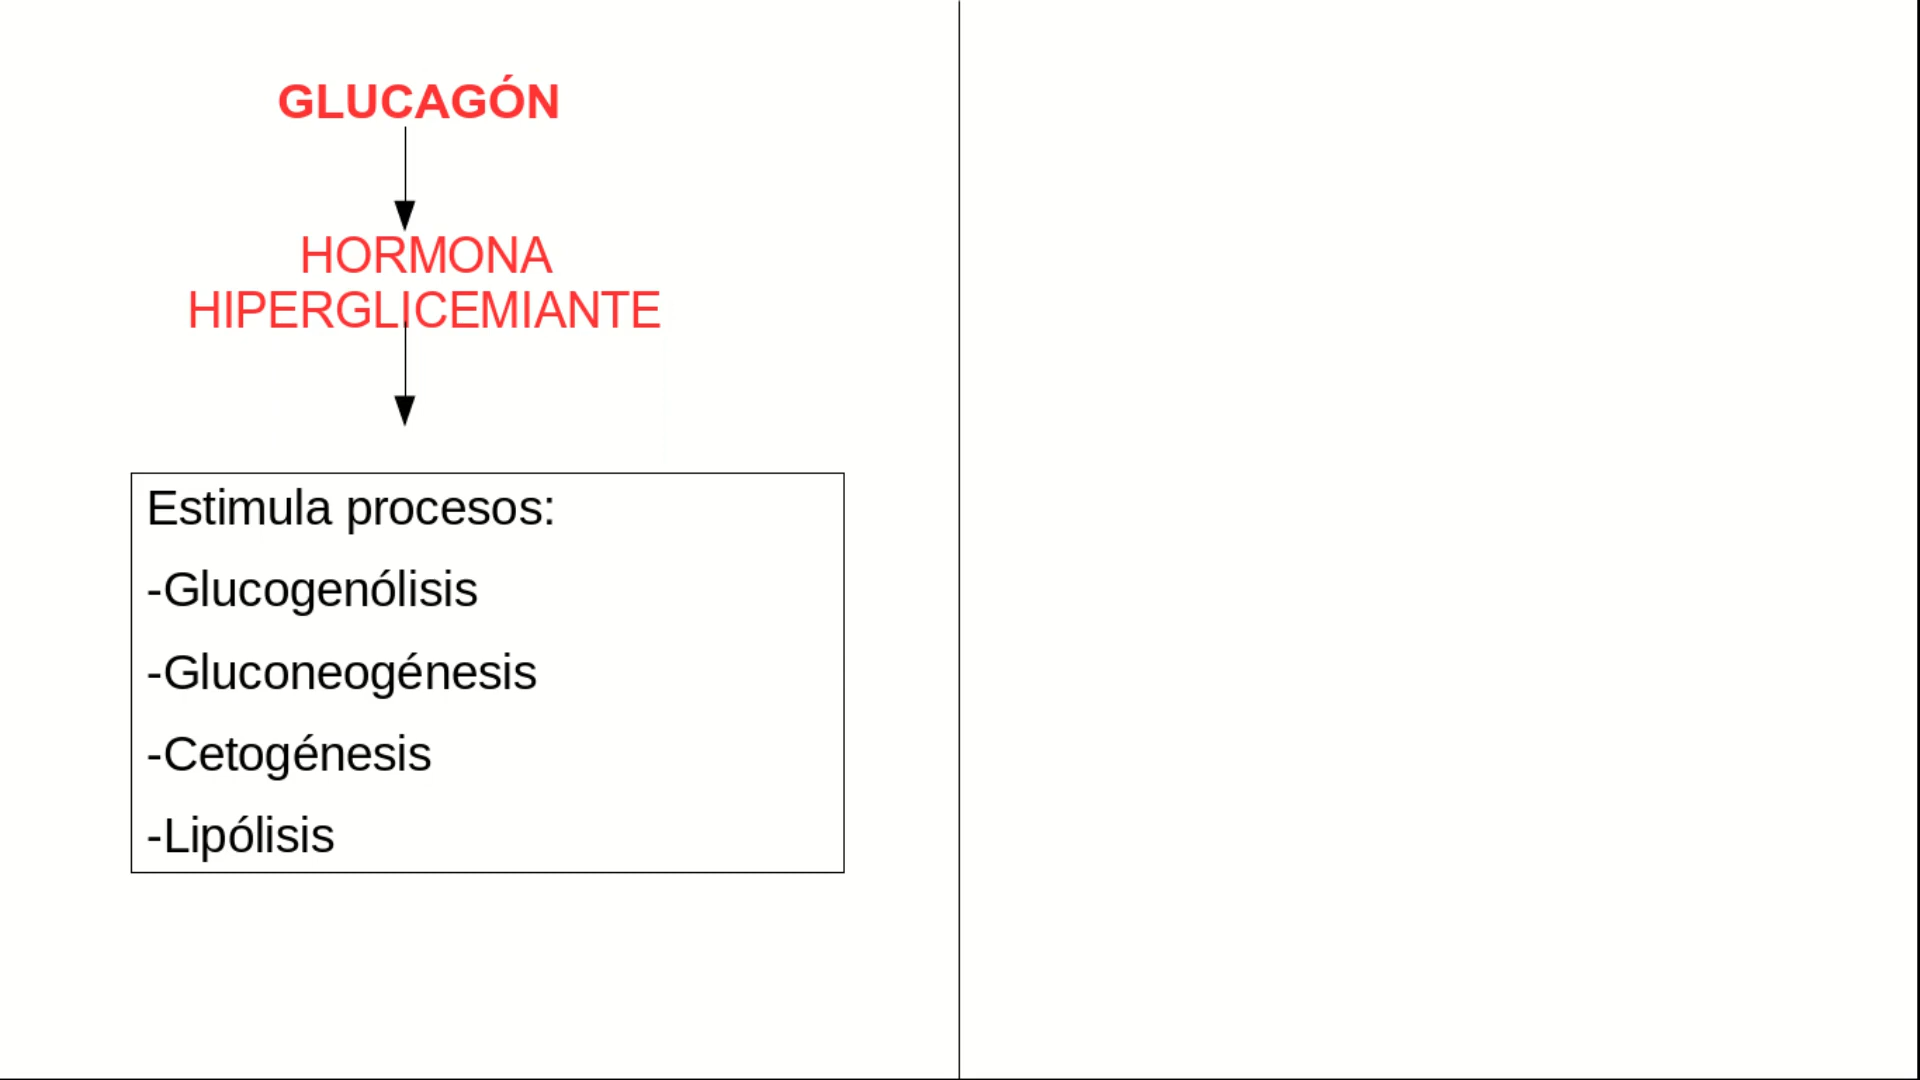 GLUCAGÓN
HORMONA
HIPERGLICEMIANTE
Estimula procesos:
-Glucogenólisis
-Gluconeogénesis
-Cetogénesis
-Lipólisis